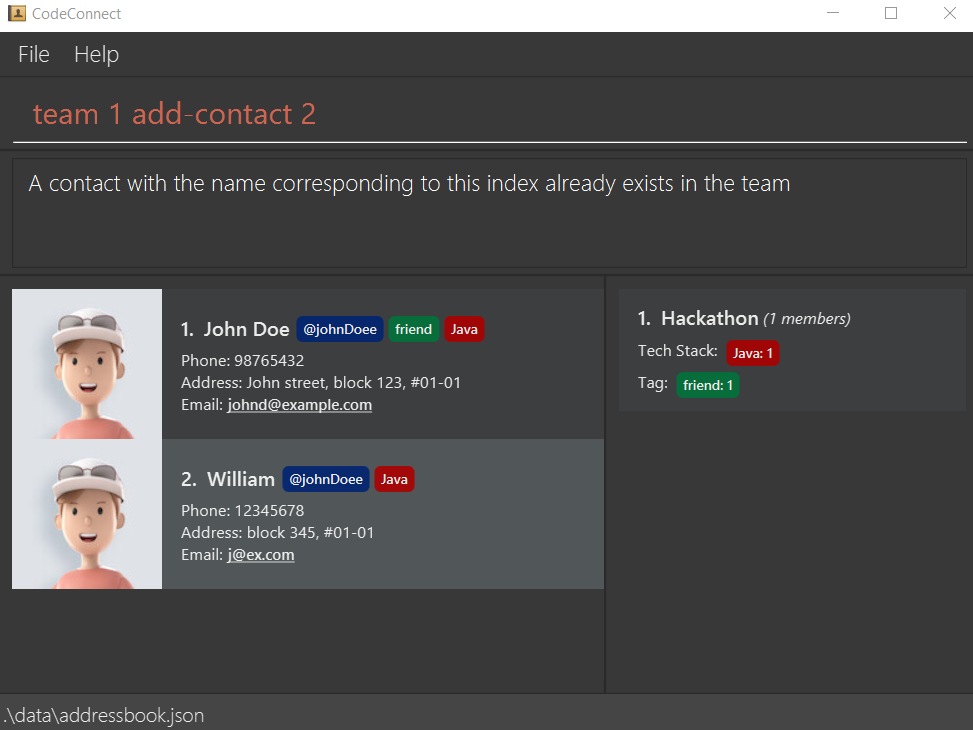 CodeConnect
File Help
team 1 add-contact 2
A contact with the name corresponding to this index already exists in the team
1. John Doe @johnDoee friend Java
Phone: 98765432
Address: John street, block 123, #01-01
Email: johnd@example.com
2. William @johnDoee Java
Phone: 12345678
Address: block 345, #01-01
Email: j@ex.com
1. Hackathon (1 members)
Tech Stack: Java: 1
Tag: friend: 1
.\data\addressbook.json